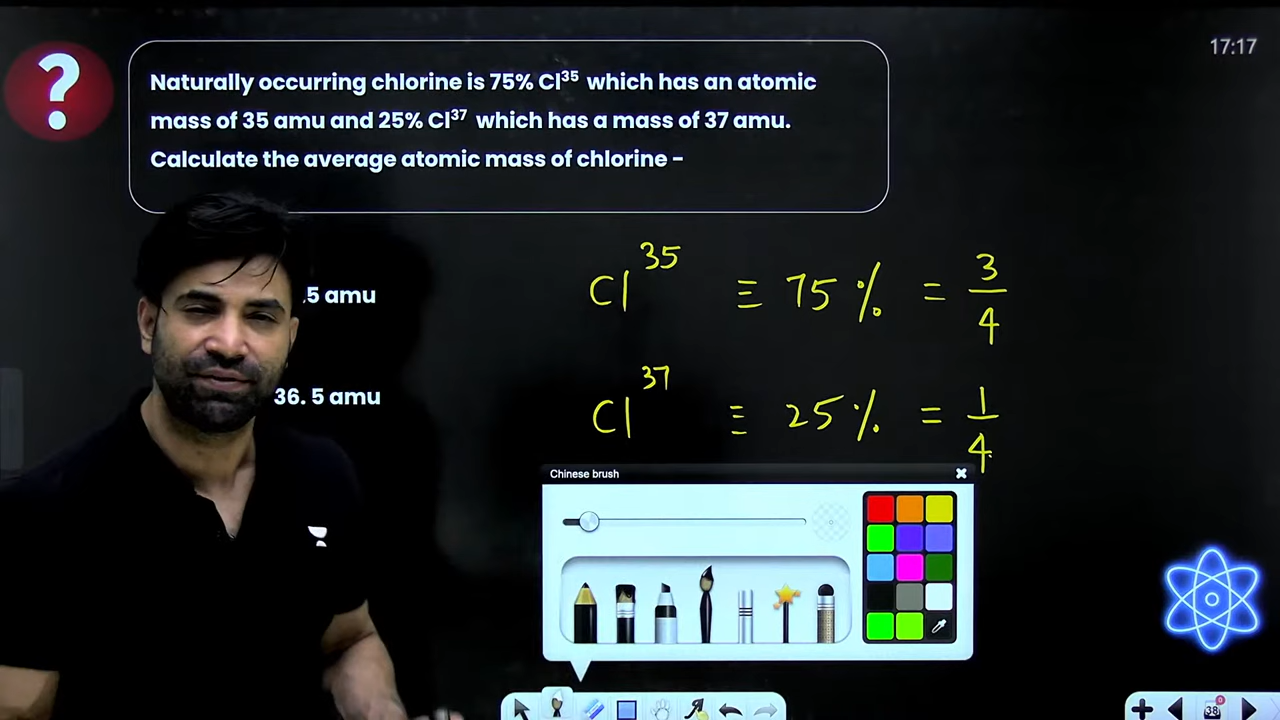 Naturally occurring chlorine is 75% Cl³⁵ which has an atomic
mass of 35 amu and 25% Cl³⁷ which has a mass of 37 amu.
Calculate the average atomic mass of chlorine -
17:17
?
.5 amu
36. 5 amu
Cl³⁵ ≡ 75% = 3/4
Cl³⁷ ≡ 25% = 1/4
Chinese brush
38